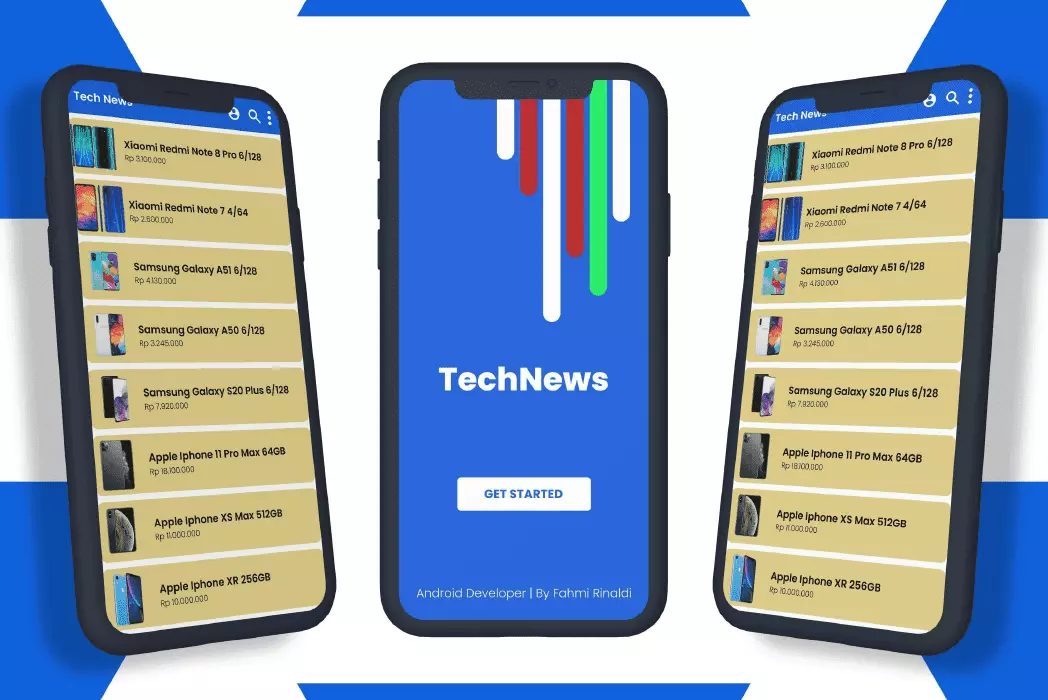 Tech News
Xiaomi Redmi Note 8 Pro 6/128
Rp 3.100.000
Xiaomi Redmi Note 7 4/64
Rp 2.600.000
Samsung Galaxy A51 6/128
Rp 4.130.000
Samsung Galaxy A50 6/128
Rp 3.245.000
Samsung Galaxy S20 Plus 6/128
Rp 7.920.000
Apple Iphone 11 Pro Max 64GB
Rp 18.100.000
Apple Iphone XS Max 512GB
Rp 11.000.000
Apple Iphone XR 256GB
Rp 10.000.000
TechNews
GET STARTED
Android Developer | By Fahmi Rinaldi
Tech News
Xiaomi Redmi Note 8 Pro 6/128
Rp 3.100.000
Xiaomi Redmi Note 7 4/64
Rp 2.600.000
Samsung Galaxy A51 6/128
Rp 4.130.000
Samsung Galaxy A50 6/128
Rp 3.245.000
Samsung Galaxy S20 Plus 6/128
Rp 7.920.000
Apple Iphone 11 Pro Max 64GB
Rp 18.100.000
Apple Iphone XS Max 512GB
Rp 11.000.000
Apple Iphone XR 256GB
Rp 10.000.000